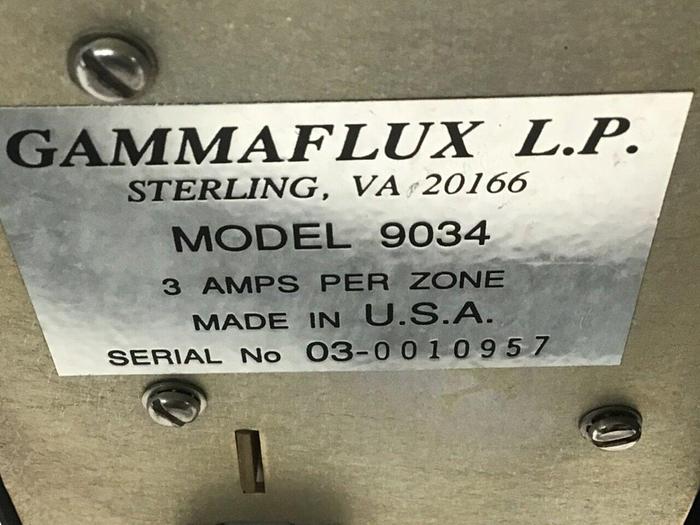 GAMMAFLUX L.P.
STERLING, VA 20166
MODEL 9034
3 AMPS PER ZONE
MADE IN U.S.A.
SERIAL No 03-0010957